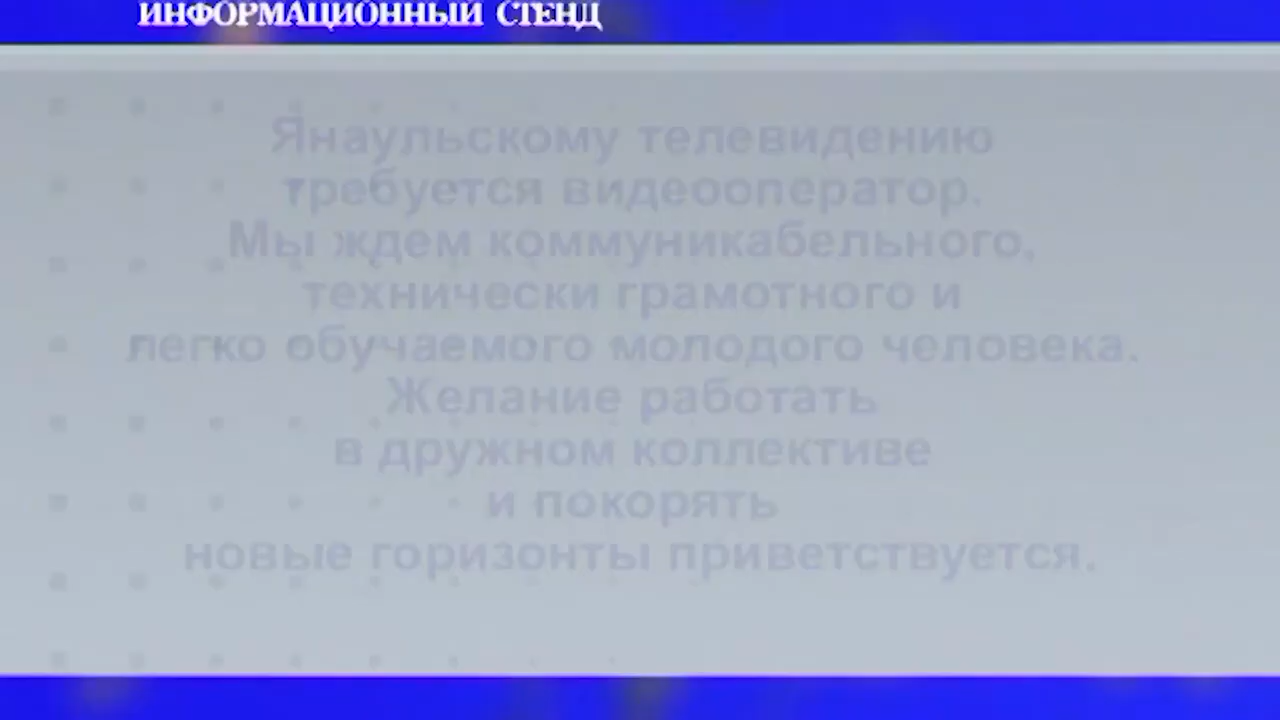 ИНФОРМАЦИОННЫЙ СТЕНД
Янаульскому телевидению
требуется видеооператор.
Мы ждем коммуникабельного,
технически грамотного и
легко обучаемого молодого человека.
Желание работать
в дружном коллективе
и покорять
новые горизонты приветствуется.